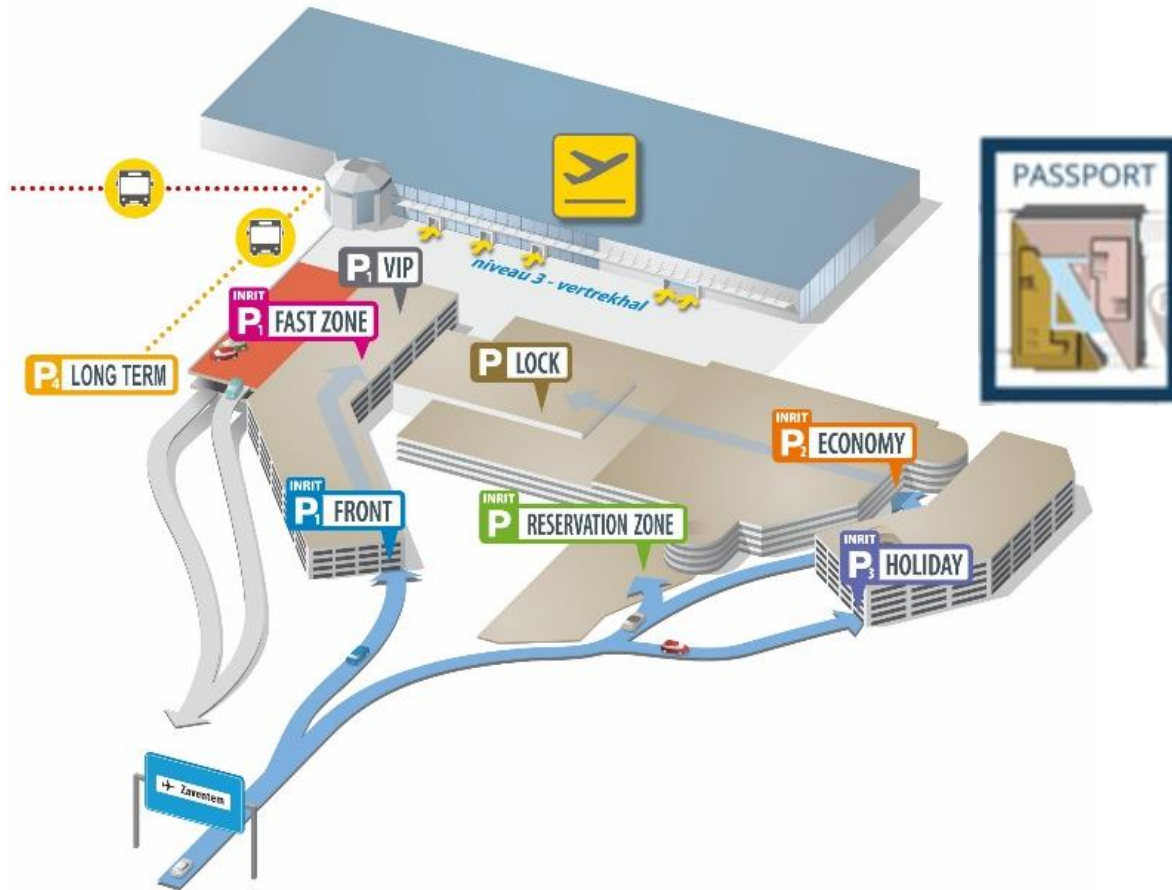 PASSPORT
niveau 3 - vertrekhal
P1 VIP
INRIT
P1 FAST ZONE
P4 LONG TERM
P LOCK
INRIT
P2 ECONOMY
INRIT
P1 FRONT
INRIT
P RESERVATION ZONE
INRIT
P3 HOLIDAY
Zaventem